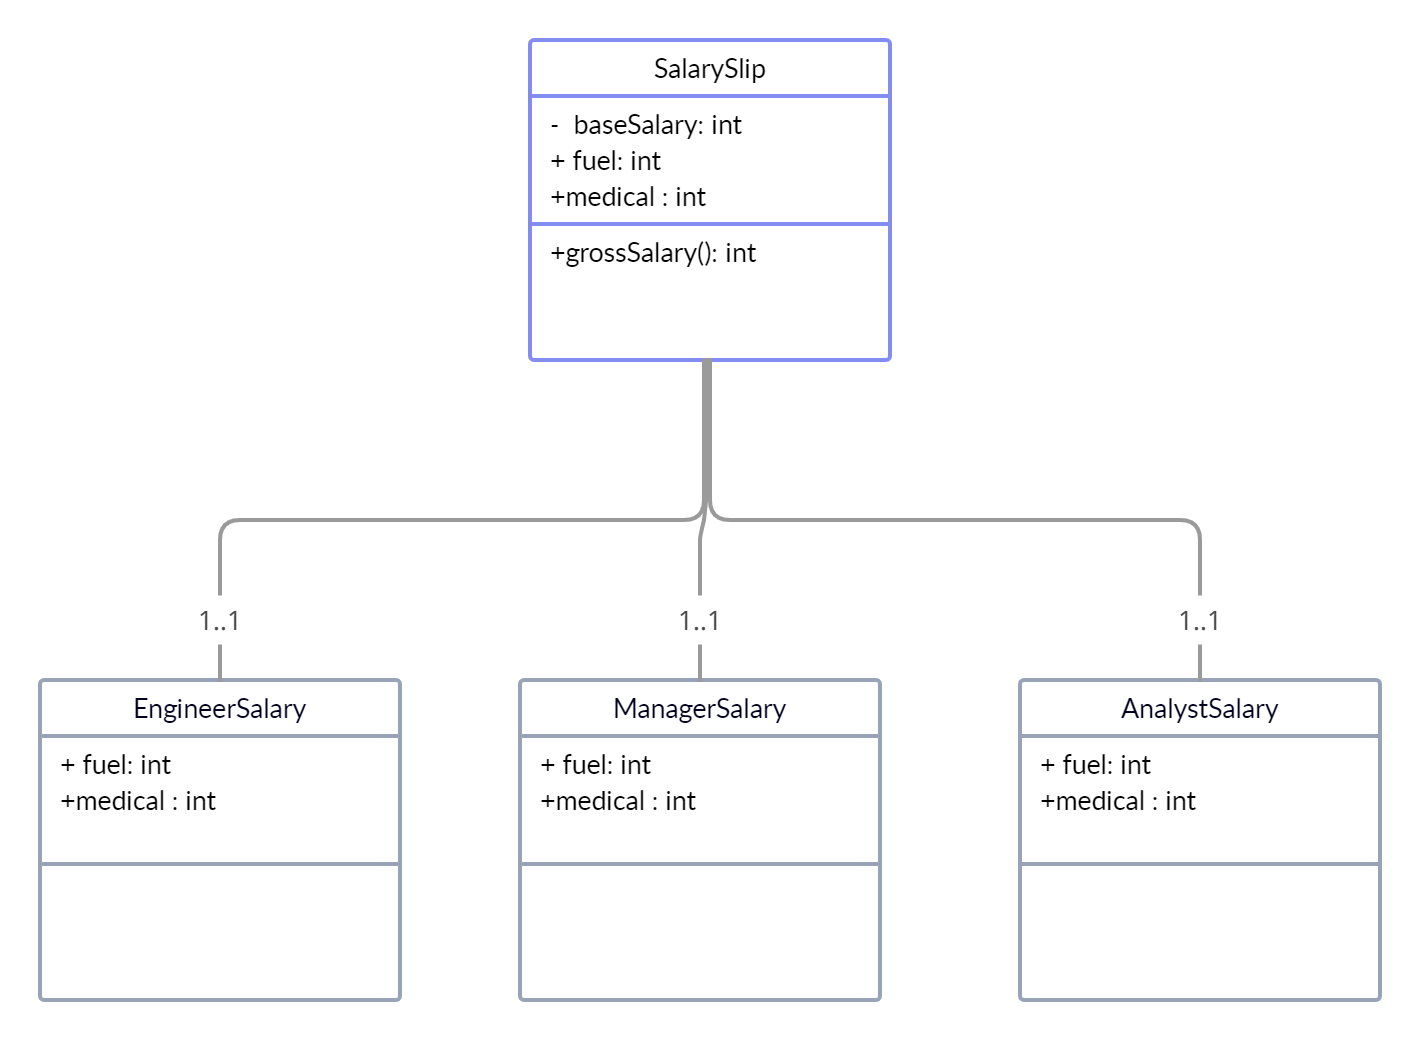 SalarySlip
-  baseSalary: int
+ fuel: int
+medical : int
+grossSalary(): int
1..1
1..1
1..1
EngineerSalary
+ fuel: int
+medical : int
ManagerSalary
+ fuel: int
+medical : int
AnalystSalary
+ fuel: int
+medical : int